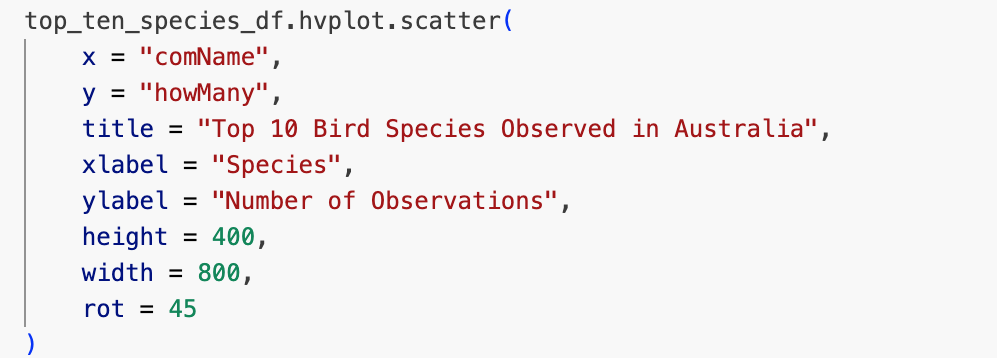 top_ten_species_df.hvplot.scatter(
    x = "comName",
    y = "howMany",
    title = "Top 10 Bird Species Observed in Australia",
    xlabel = "Species",
    ylabel = "Number of Observations",
    height = 400,
    width = 800,
    rot = 45
)